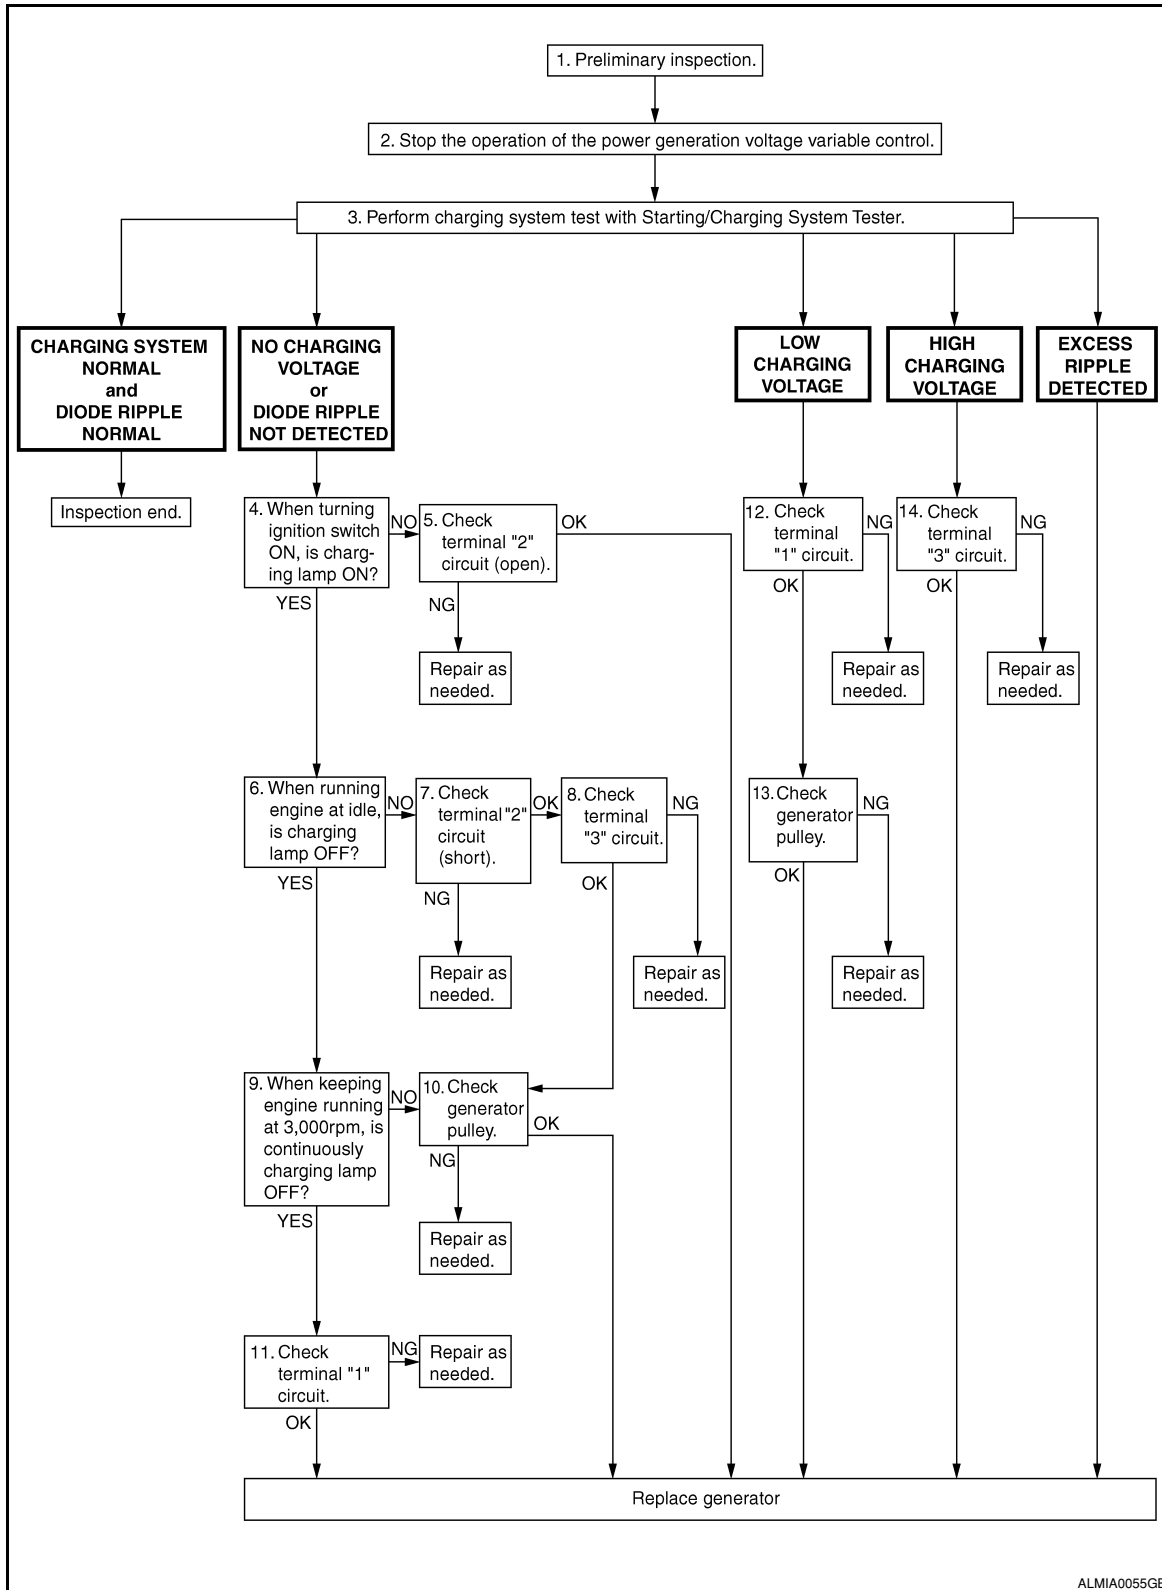 1. Preliminary inspection.
2. Stop the operation of the power generation voltage variable control.
3. Perform charging system test with Starting/Charging System Tester.
CHARGING SYSTEM
NORMAL
and
DIODE RIPPLE
NORMAL
NO CHARGING
VOLTAGE
or
DIODE RIPPLE
NOT DETECTED
LOW
CHARGING
VOLTAGE
HIGH
CHARGING
VOLTAGE
EXCESS
RIPPLE
DETECTED
Inspection end.
4. When turning
ignition switch
ON, is charg-
ing lamp ON?
NO
YES
5. Check
terminal "2"
circuit (open).
OK
NG
Repair as
needed.
12. Check
terminal
"1" circuit.
NG
OK
Repair as
needed.
14. Check
terminal
"3" circuit.
NG
OK
Repair as
needed.
6. When running
engine at idle,
is charging
lamp OFF?
NO
YES
7. Check
terminal "2"
circuit
(short).
OK
NG
Repair as
needed.
8. Check
terminal
"3" circuit.
NG
OK
Repair as
needed.
13. Check
generator
pulley.
NG
OK
Repair as
needed.
9. When keeping
engine running
at 3,000rpm, is
continuously
charging lamp
OFF?
NO
YES
10. Check
generator
pulley.
OK
NG
Repair as
needed.
11. Check
terminal "1"
circuit.
NG
OK
Repair as
needed.
Replace generator